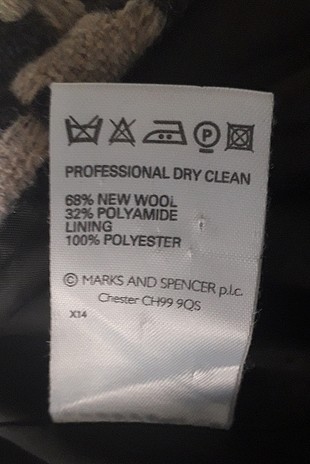 P
PROFESSIONAL DRY CLEAN
68% NEW WOOL
32% POLYAMIDE
LINING
100% POLYESTER
© MARKS AND SPENCER p.l.c.
Chester CH99 9QS
X14